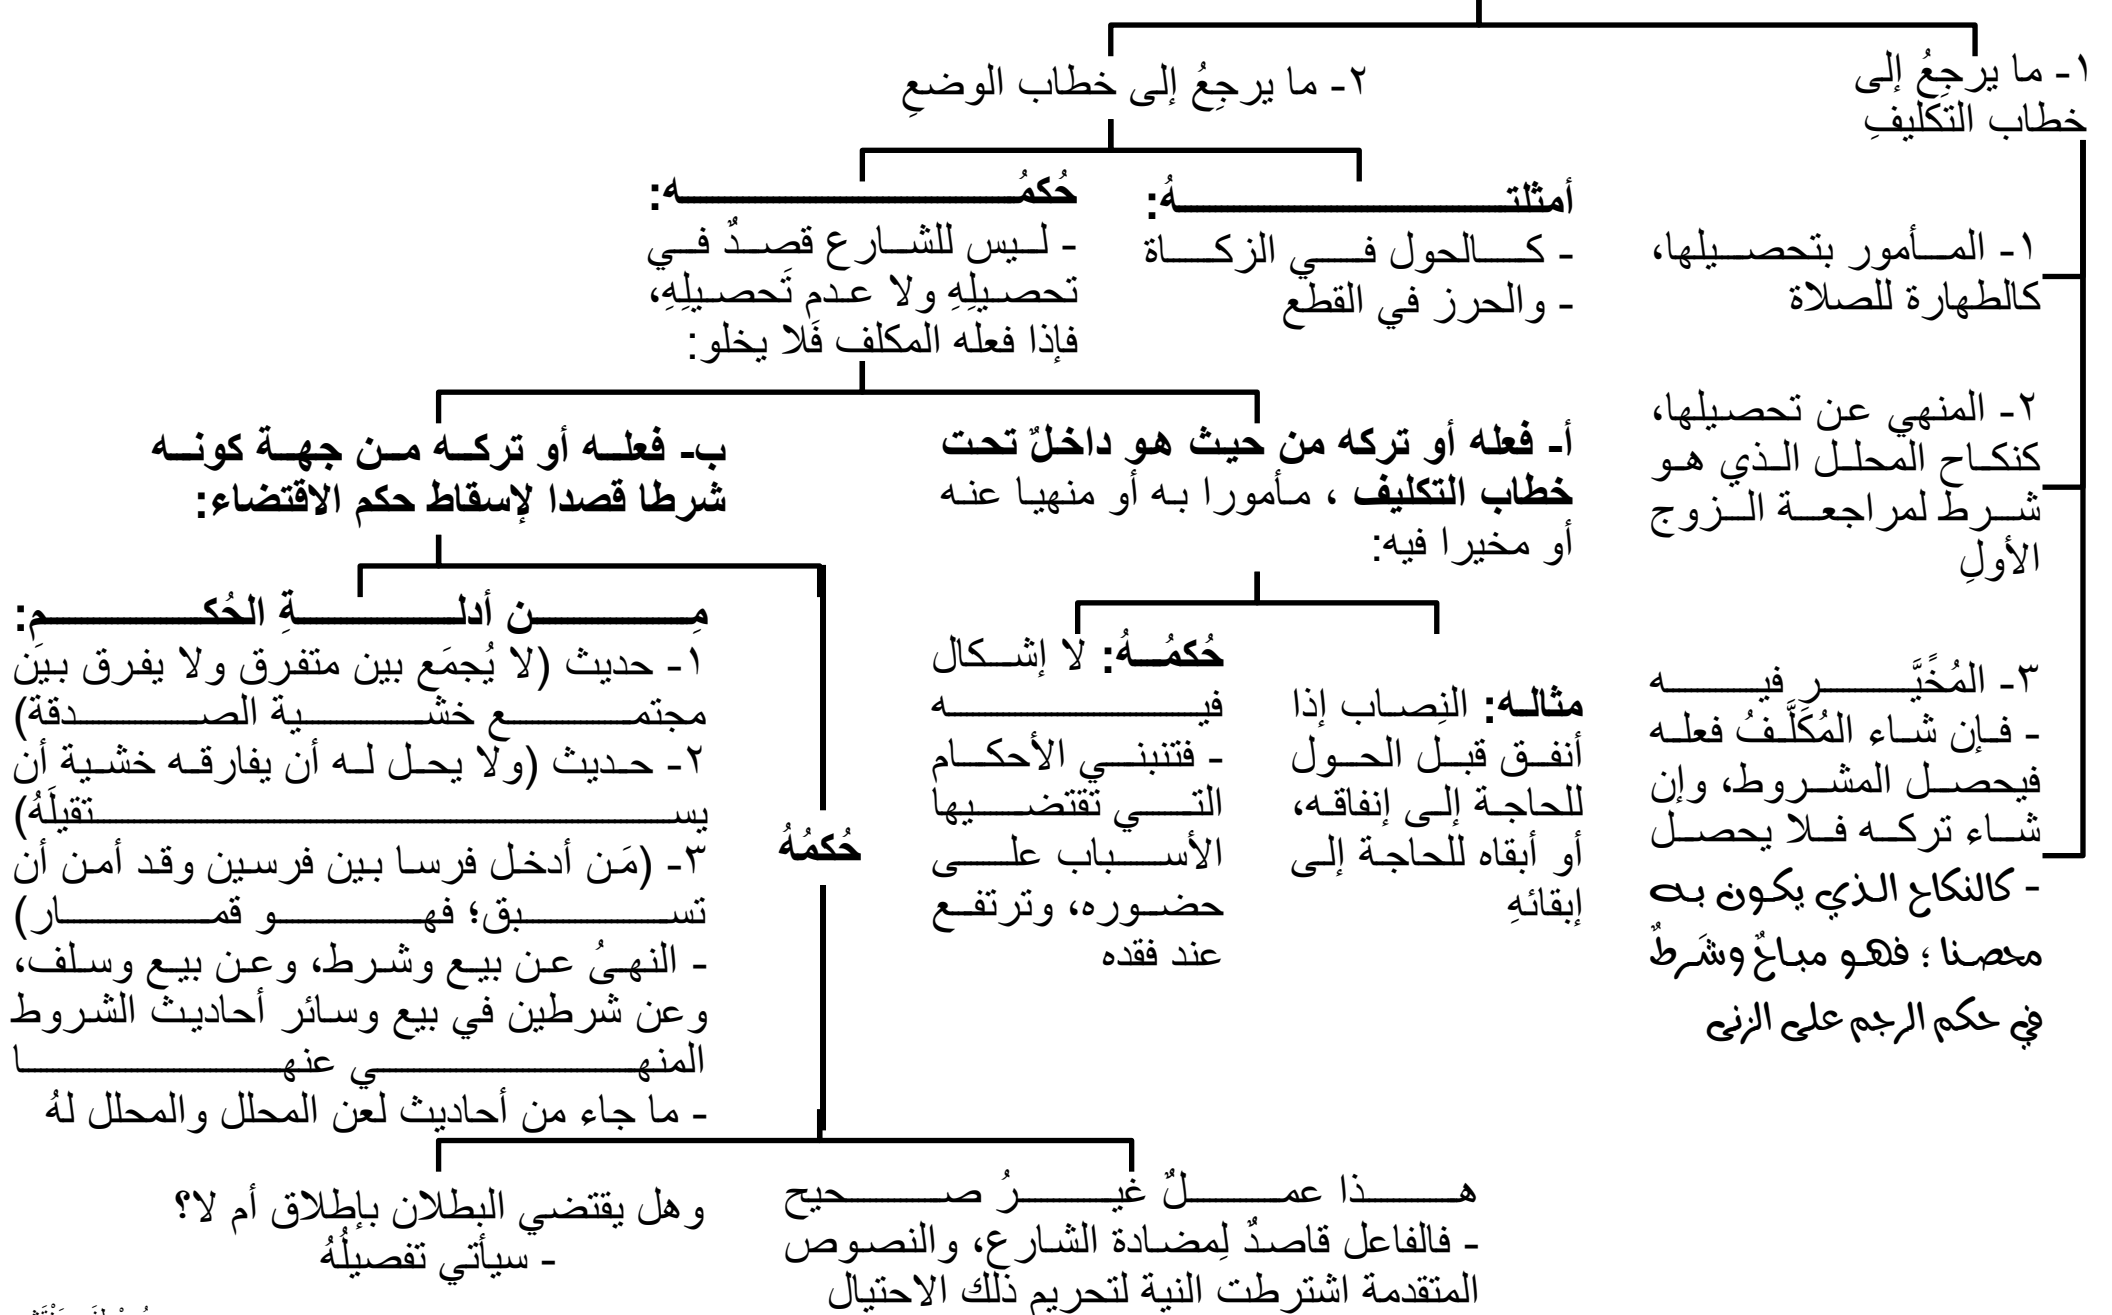 ١- ما يرجِعُ إلى
خطاب التكليفِ
١- المأمور بتحصيلها،
كالطهارة للصلاة
٢- المنهي عن تحصيلها،
كنكاح المحلل الذي هو
شرط لمراجعة الزوج
الأولِ
٣- المُخَّيَّر فيه
- فإن شاء المُكَلَّفُ فعله
فيحصل المشروط، وإن
شاء تركه فلا يحصل
- كالنكاح الذي يكون به
محصنا ؛ فهو مباحٌ وشَرطٌ
في حكم الرجم على الزنى
٢- ما يرجِعُ إلى خطاب الوضعِ
أمثلتهُ:
- كالحول في الزكاة
- والحرز في القطع
حُكمُه:
- ليس للشارع قصدٌ في
تحصيلِهِ ولا عدمِ تَحصيلِهِ،
فإذا فعله المكلف فَلا يخلو:
أ- فعله أو تركه من حيث هو داخلٌ تحت
خطاب التكليف ، مأمورا به أو منهيا عنه
أو مخيرا فيه:
مثاله: النِصاب إذا
أنفق قبل الحول
للحاجة إلى إنفاقه،
أو أبقاه للحاجة إلى
إبقائهِ
حُكمُهُ: لا إشكال
فيه
- فتنبني الأحكام
التي تقتضيها
الأسباب على
حضوره، وترتفع
عند فقده
ب- فعله أو تركه من جهة كونه
شرطا قصدا لإسقاط حكم الاقتضاء:
مِن أدلةِ الحُكمِ:
١- حديث (لا يُجمَع بين متفرق ولا يفرق بيَن
مجتمع خشية الصدقة)
٢- حديث (ولا يحل له أن يفارقه خشية أن
يستقيلَهُ)
٣- (مَن أدخل فرسا بين فرسين وقد أمن أن
تسبق؛ فهو قمار)
- النهيُ عن بيع وشرط، وعن بيع وسلف،
وعن شرطين في بيع وسائر أحاديث الشروط
المنهي عنها
- ما جاء من أحاديث لعن المحلل والمحلل لهُ
حُكمُهُ
هذا عملٌ غيرُ صحيح
- فالفاعل قاصدٌ لِمضادة الشارع، والنصوص
المتقدمة اشترطت النية لتحريم ذلك الاحتيال
وهل يقتضي البطلان بإطلاق أم لا؟
- سيأتي تفصيلُهُ